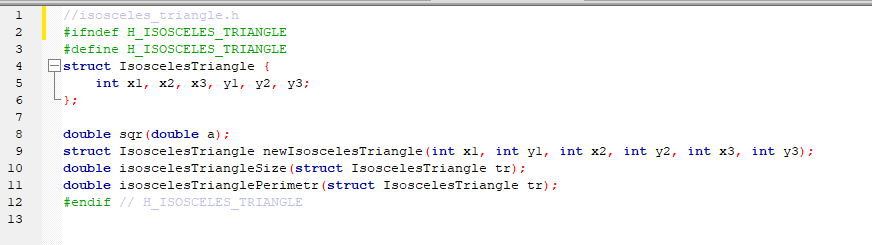 1 //isosceles_triangle.h
2 #ifndef H_ISOSCELES_TRIANGLE
3 #define H_ISOSCELES_TRIANGLE
4 struct IsoscelesTriangle {
5 int x1, x2, x3, y1, y2, y3;
6 };
7
8 double sqr(double a);
9 struct IsoscelesTriangle newIsoscelesTriangle(int x1, int y1, int x2, int y2, int x3, int y3);
10 double isoscelesTriangleSize(struct IsoscelesTriangle tr);
11 double isoscelesTrianglePerimetr(struct IsoscelesTriangle tr);
12 #endif // H_ISOSCELES_TRIANGLE
13